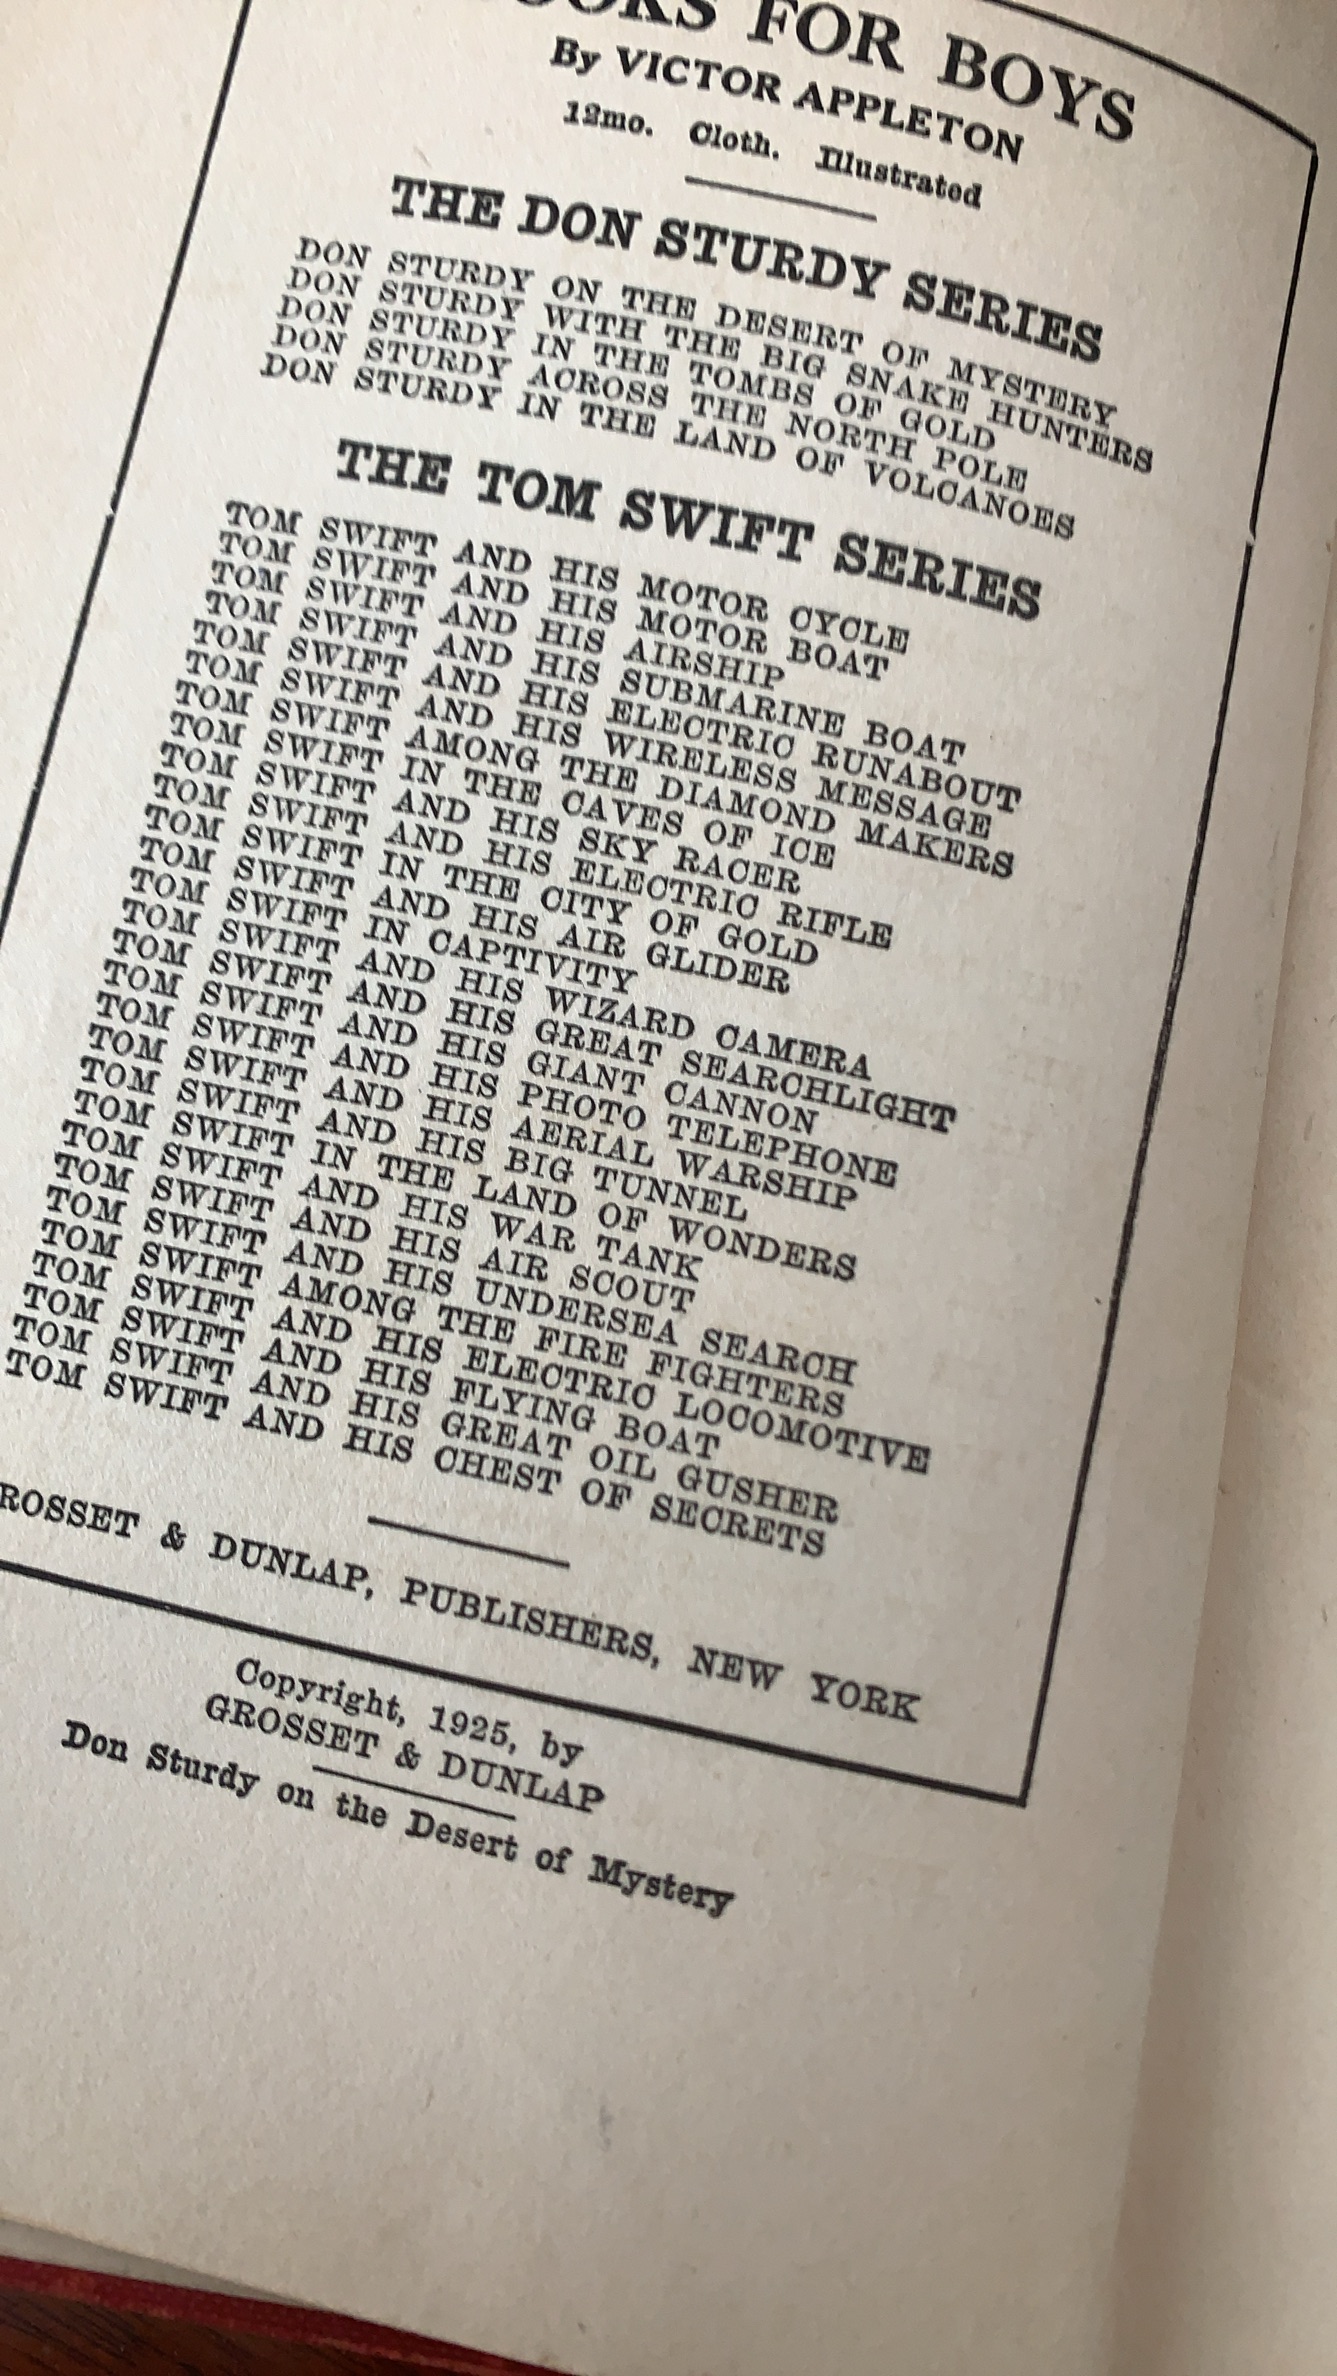 FOR BOYS
By VICTOR APPLETON
12mo. Cloth. Illustrated
THE DON STURDY SERIES
DON STURDY ON THE DESERT OF MYSTERY
DON STURDY WITH THE BIG SNAKE HUNTERS
DON STURDY IN THE TOMBS OF GOLD
DON STURDY ACROSS THE NORTH POLE
DON STURDY IN THE LAND OF VOLCANOES
THE TOM SWIFT SERIES
TOM SWIFT AND HIS MOTOR CYCLE
TOM SWIFT AND HIS MOTOR BOAT
TOM SWIFT AND HIS AIRSHIP
TOM SWIFT AND HIS SUBMARINE BOAT
TOM SWIFT AND HIS ELECTRIC RUNABOUT
TOM SWIFT AND HIS WIRELESS MESSAGE
TOM SWIFT AMONG THE DIAMOND MAKERS
TOM SWIFT IN THE CAVES OF ICE
TOM SWIFT AND HIS SKY RACER
TOM SWIFT AND HIS ELECTRIC RIFLE
TOM SWIFT IN THE CITY OF GOLD
TOM SWIFT AND HIS AIR GLIDER
TOM SWIFT IN CAPTIVITY
TOM SWIFT AND HIS WIZARD CAMERA
TOM SWIFT AND HIS GREAT SEARCHLIGHT
TOM SWIFT AND HIS GIANT CANNON
TOM SWIFT AND HIS PHOTO TELEPHONE
TOM SWIFT AND HIS AERIAL WARSHIP
TOM SWIFT AND HIS BIG TUNNEL
TOM SWIFT IN THE LAND OF WONDERS
TOM SWIFT AND HIS WAR TANK
TOM SWIFT AND HIS AIR SCOUT
TOM SWIFT AND HIS UNDERSEA SEARCH
TOM SWIFT AMONG THE FIRE FIGHTERS
TOM SWIFT AND HIS ELECTRIC LOCOMOTIVE
TOM SWIFT AND HIS FLYING BOAT
TOM SWIFT AND HIS GREAT OIL GUSHER
TOM SWIFT AND HIS CHEST OF SECRETS
ROSSET & DUNLAP, PUBLISHERS, NEW YORK
Copyright, 1925, by
GROSSET & DUNLAP
Don Sturdy on the Desert of Mystery